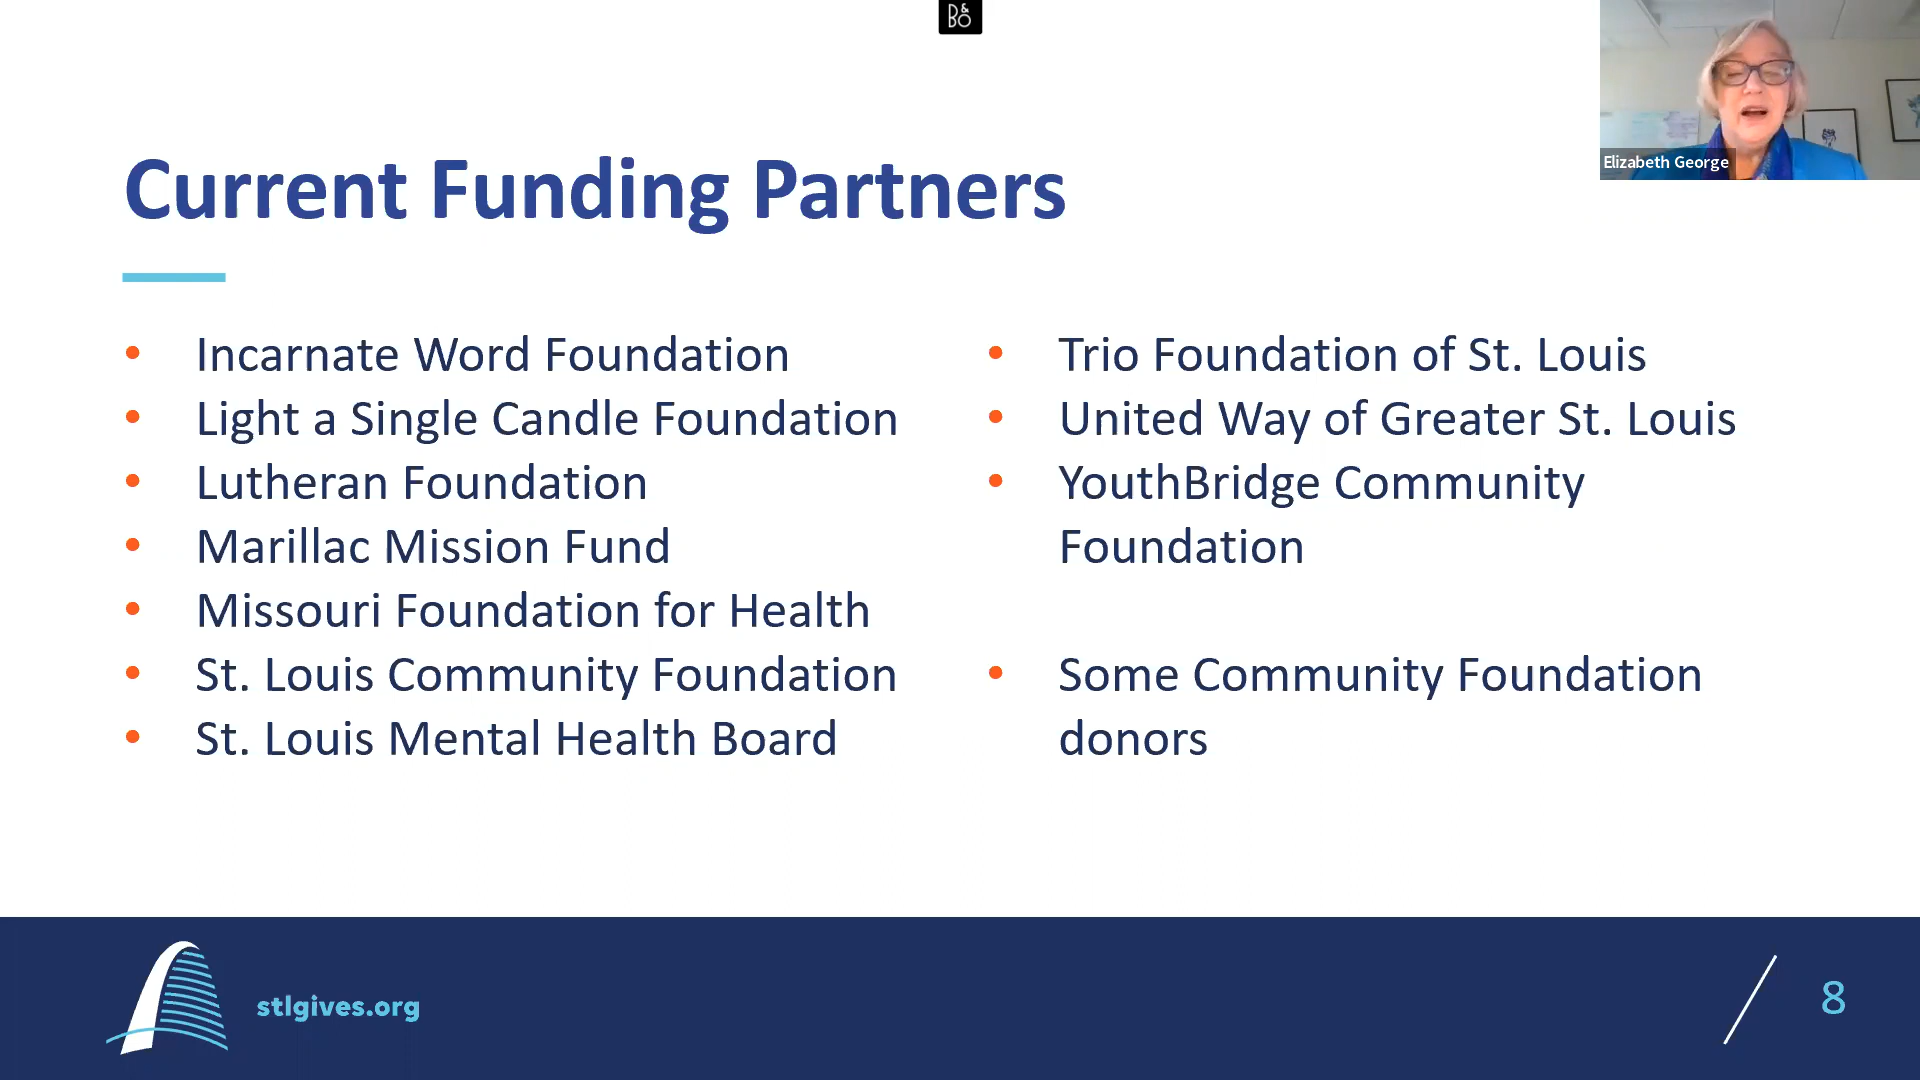 B&O
Elizabeth George
Current Funding Partners
• Incarnate Word Foundation
• Light a Single Candle Foundation
• Lutheran Foundation
• Marillac Mission Fund
• Missouri Foundation for Health
• St. Louis Community Foundation
• St. Louis Mental Health Board
• Trio Foundation of St. Louis
• United Way of Greater St. Louis
• YouthBridge Community
Foundation
• Some Community Foundation
donors
stlgives.org
8